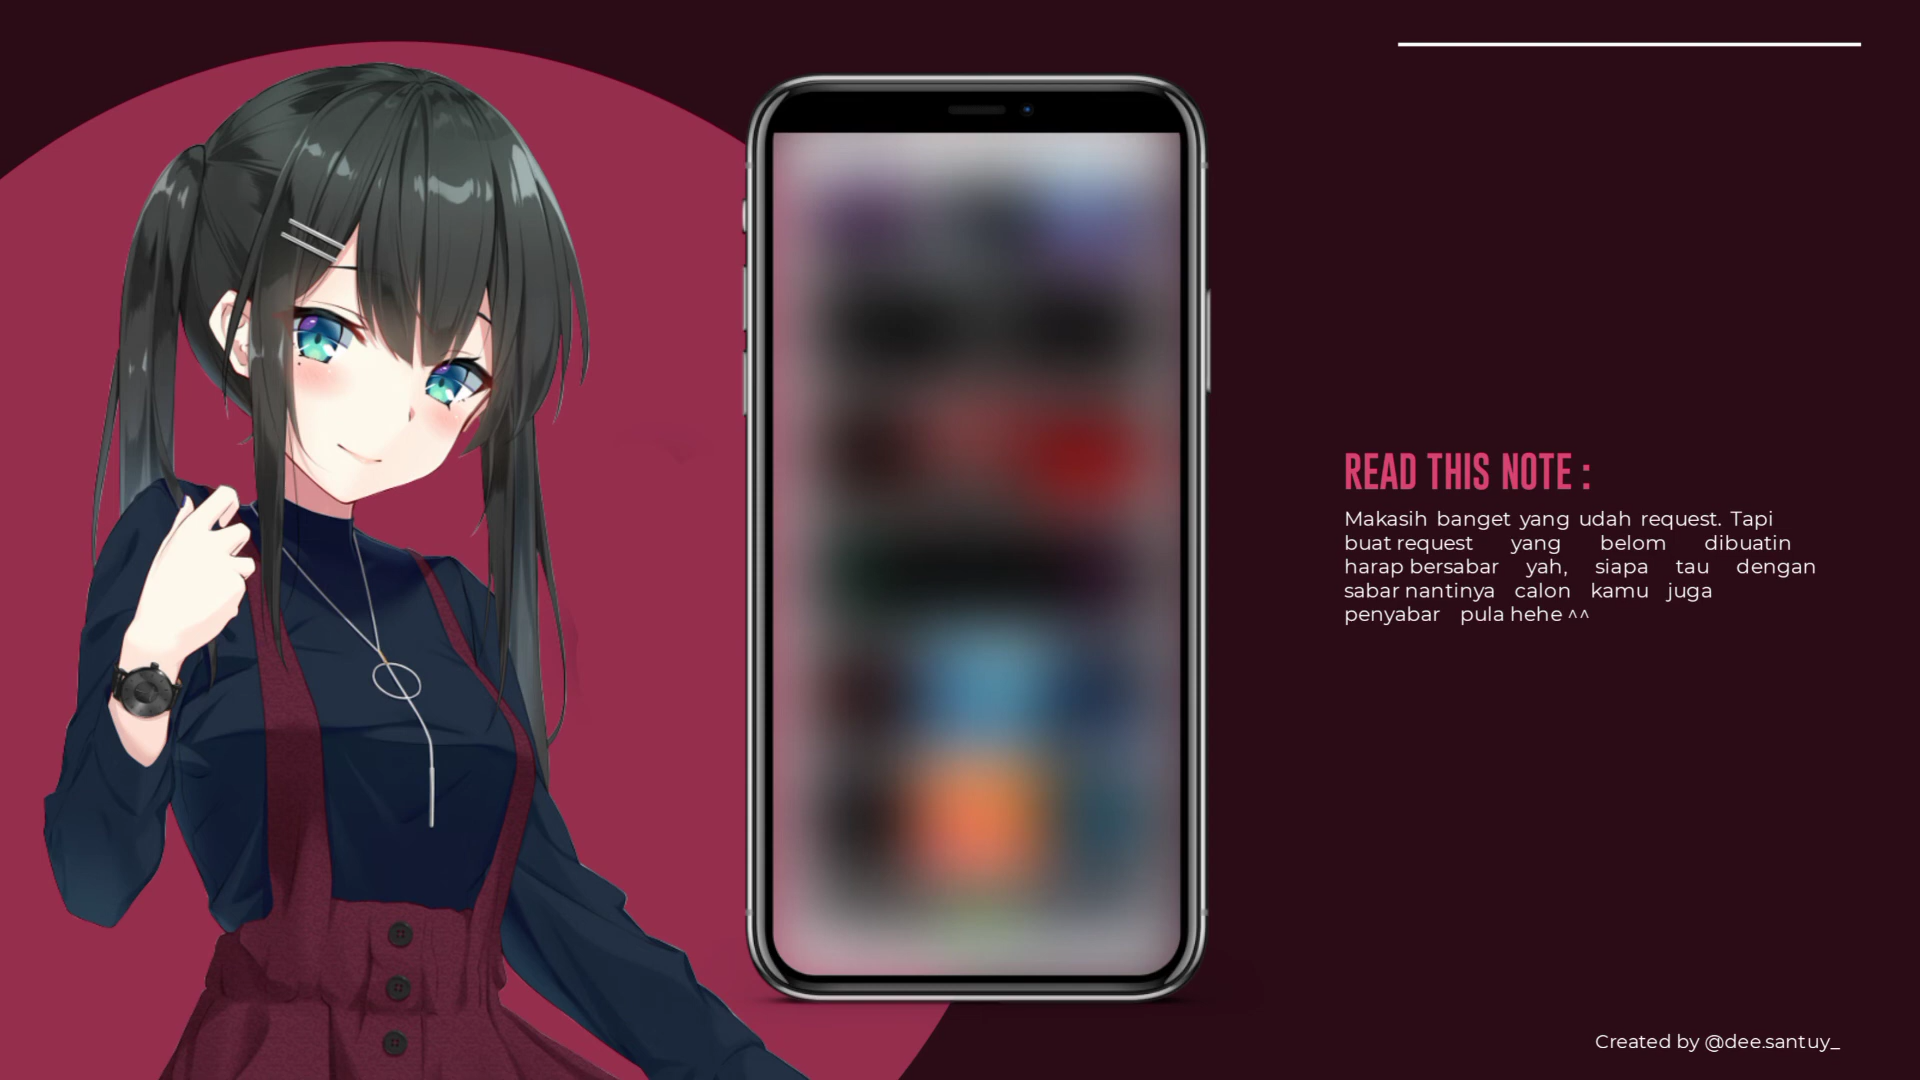 READ THIS NOTE :
Makasih banget yang udah request. Tapi
buat request yang belom dibuatin
harap bersabar yah, siapa tau dengan
sabar nantinya calon kamu juga
penyabar pula hehe ^^
Created by @dee.santuy_